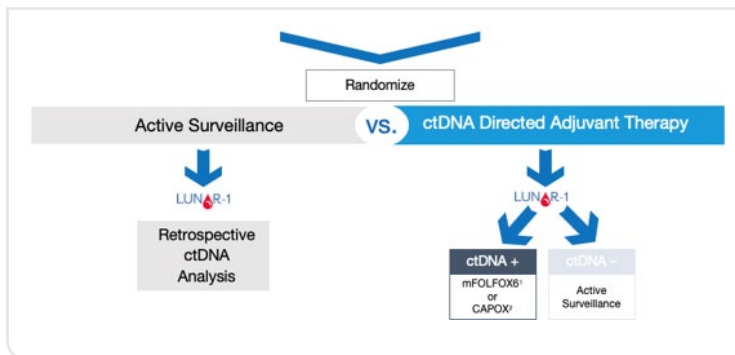 Randomize
Active Surveillance
VS.
ctDNA Directed Adjuvant Therapy
LUNAR-1
LUNAR-1
Retrospective
ctDNA
Analysis
ctDNA +
mFOLFOX6¹
or
CAPOX²
ctDNA –
Active
Surveillance